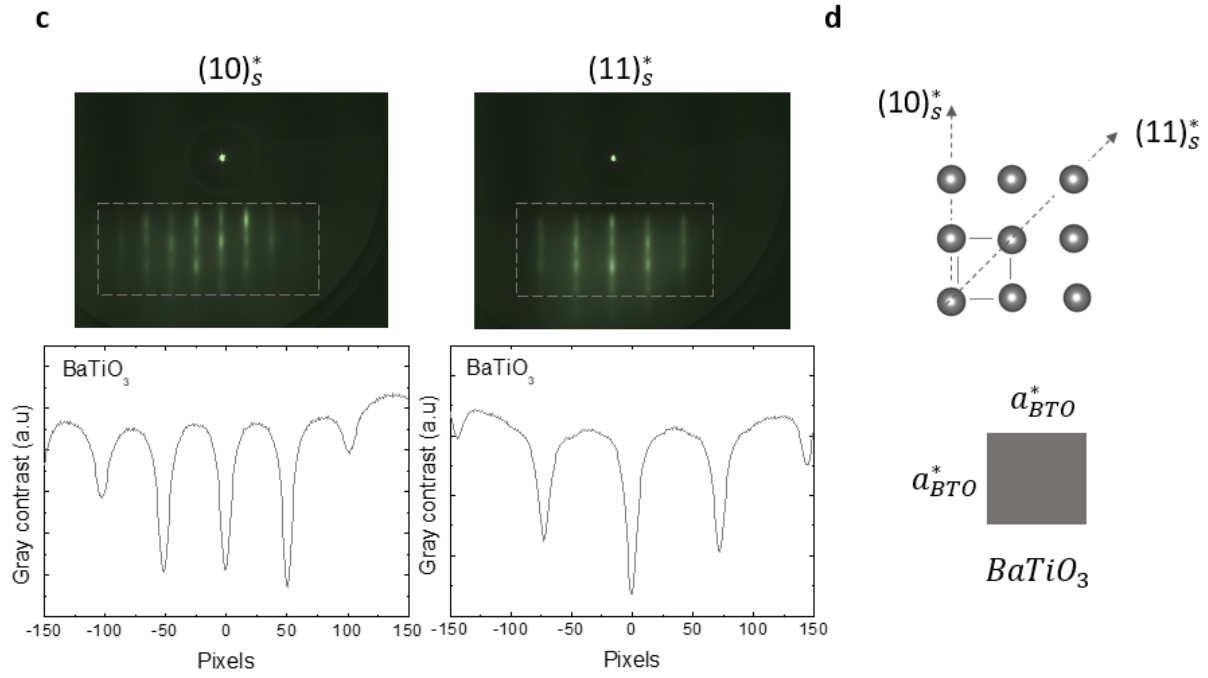 c
d
(10)*s
(11)*s
(10)*s
(11)*s
BaTiO3
BaTiO3
Gray contrast (a.u)
Gray contrast (a.u)
-150 -100 -50 0 50 100 150
-150 -100 -50 0 50 100 150
Pixels
Pixels
a*BTO
a*BTO
BaTiO3